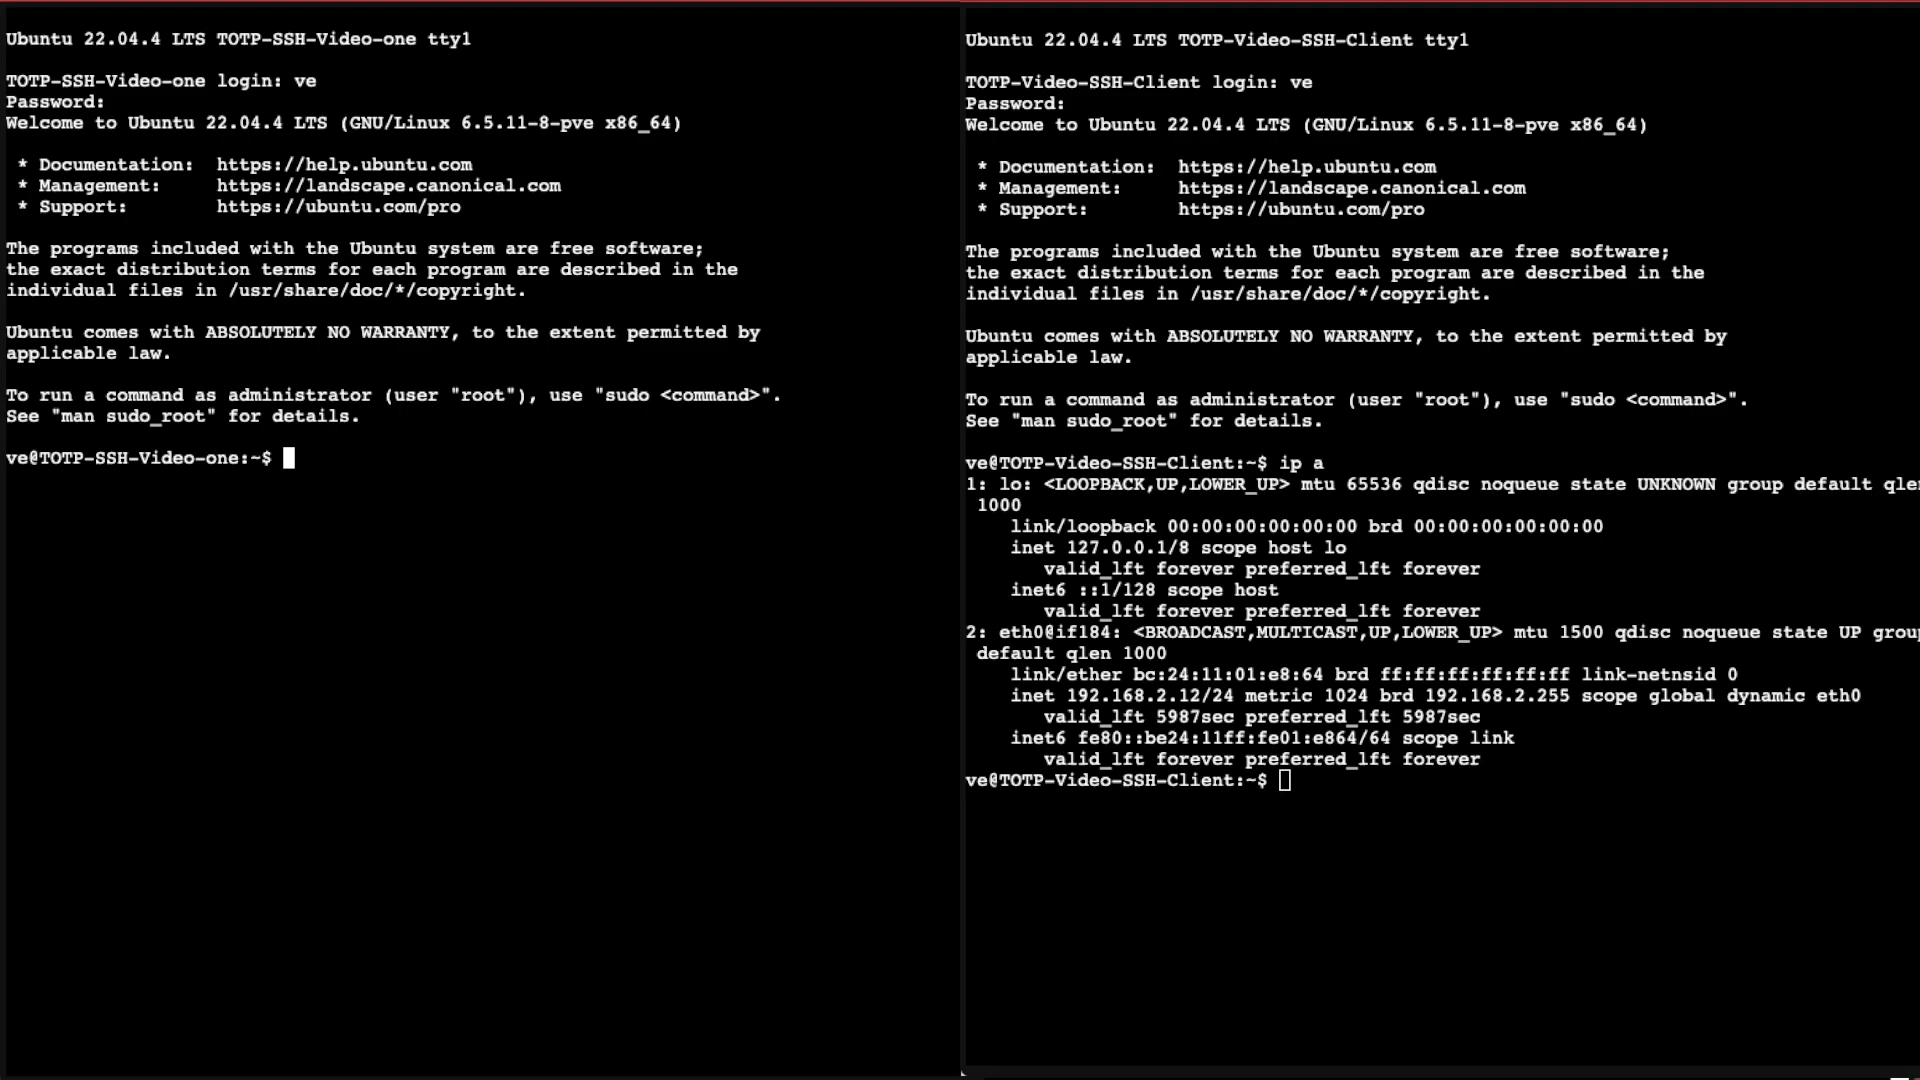 Ubuntu 22.04.4 LTS TOTP-SSH-Video-one tty1
TOTP-SSH-Video-one login: ve
Password:
Welcome to Ubuntu 22.04.4 LTS (GNU/Linux 6.5.11-8-pve x86_64)
* Documentation:  https://help.ubuntu.com
* Management:     https://landscape.canonical.com
* Support:        https://ubuntu.com/pro
The programs included with the Ubuntu system are free software;
the exact distribution terms for each program are described in the
individual files in /usr/share/doc/*/copyright.
Ubuntu comes with ABSOLUTELY NO WARRANTY, to the extent permitted by
applicable law.
To run a command as administrator (user "root"), use "sudo <command>".
See "man sudo_root" for details.
ve@TOTP-SSH-Video-one:~$
Ubuntu 22.04.4 LTS TOTP-Video-SSH-Client tty1
TOTP-Video-SSH-Client login: ve
Password:
Welcome to Ubuntu 22.04.4 LTS (GNU/Linux 6.5.11-8-pve x86_64)
* Documentation:  https://help.ubuntu.com
* Management:     https://landscape.canonical.com
* Support:        https://ubuntu.com/pro
The programs included with the Ubuntu system are free software;
the exact distribution terms for each program are described in the
individual files in /usr/share/doc/*/copyright.
Ubuntu comes with ABSOLUTELY NO WARRANTY, to the extent permitted by
applicable law.
To run a command as administrator (user "root"), use "sudo <command>".
See "man sudo_root" for details.
ve@TOTP-Video-SSH-Client:~$ ip a
1: lo: <LOOPBACK,UP,LOWER_UP> mtu 65536 qdisc noqueue state UNKNOWN group default qle
1000
link/loopback 00:00:00:00:00:00 brd 00:00:00:00:00:00
inet 127.0.0.1/8 scope host lo
valid_lft forever preferred_lft forever
inet6 ::1/128 scope host
valid_lft forever preferred_lft forever
2: eth0@if184: <BROADCAST,MULTICAST,UP,LOWER_UP> mtu 1500 qdisc noqueue state UP grou
default qlen 1000
link/ether bc:24:11:01:e8:64 brd ff:ff:ff:ff:ff:ff link-netnsid 0
inet 192.168.2.12/24 metric 1024 brd 192.168.2.255 scope global dynamic eth0
valid_lft 5987sec preferred_lft 5987sec
inet6 fe80::be24:11ff:fe01:e864/64 scope link
valid_lft forever preferred_lft forever
ve@TOTP-Video-SSH-Client:~$